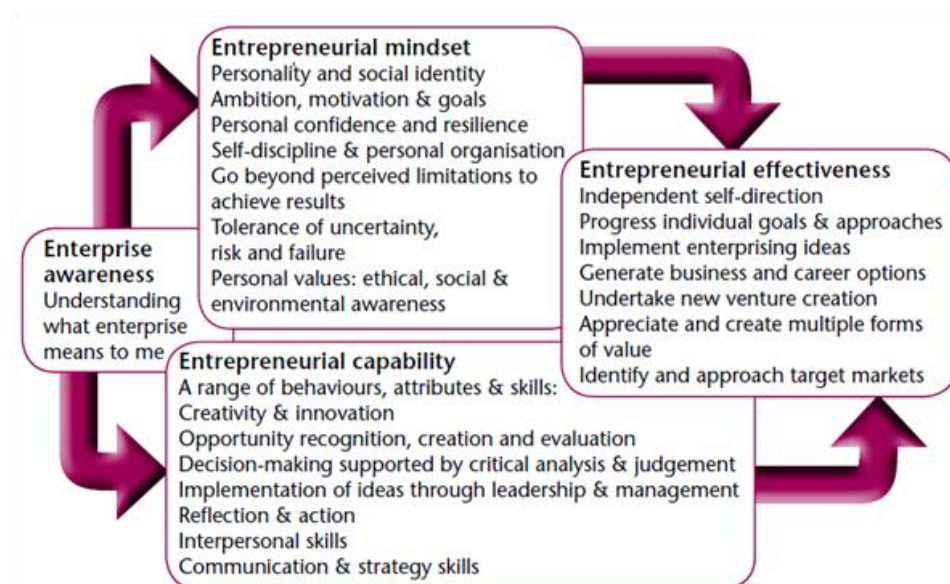 Entrepreneurial mindset
Personality and social identity
Ambition, motivation & goals
Personal confidence and resilience
Self-discipline & personal organisation
Go beyond perceived limitations to
achieve results
Tolerance of uncertainty,
risk and failure
Personal values: ethical, social &
environmental awareness
Enterprise
awareness
Understanding
what enterprise
means to me
Entrepreneurial capability
A range of behaviours, attributes & skills:
Creativity & innovation
Opportunity recognition, creation and evaluation
Decision-making supported by critical analysis & judgement
Implementation of ideas through leadership & management
Reflection & action
Interpersonal skills
Communication & strategy skills
Entrepreneurial effectiveness
Independent self-direction
Progress individual goals & approaches
Implement enterprising ideas
Generate business and career options
Undertake new venture creation
Appreciate and create multiple forms
of value
Identify and approach target markets